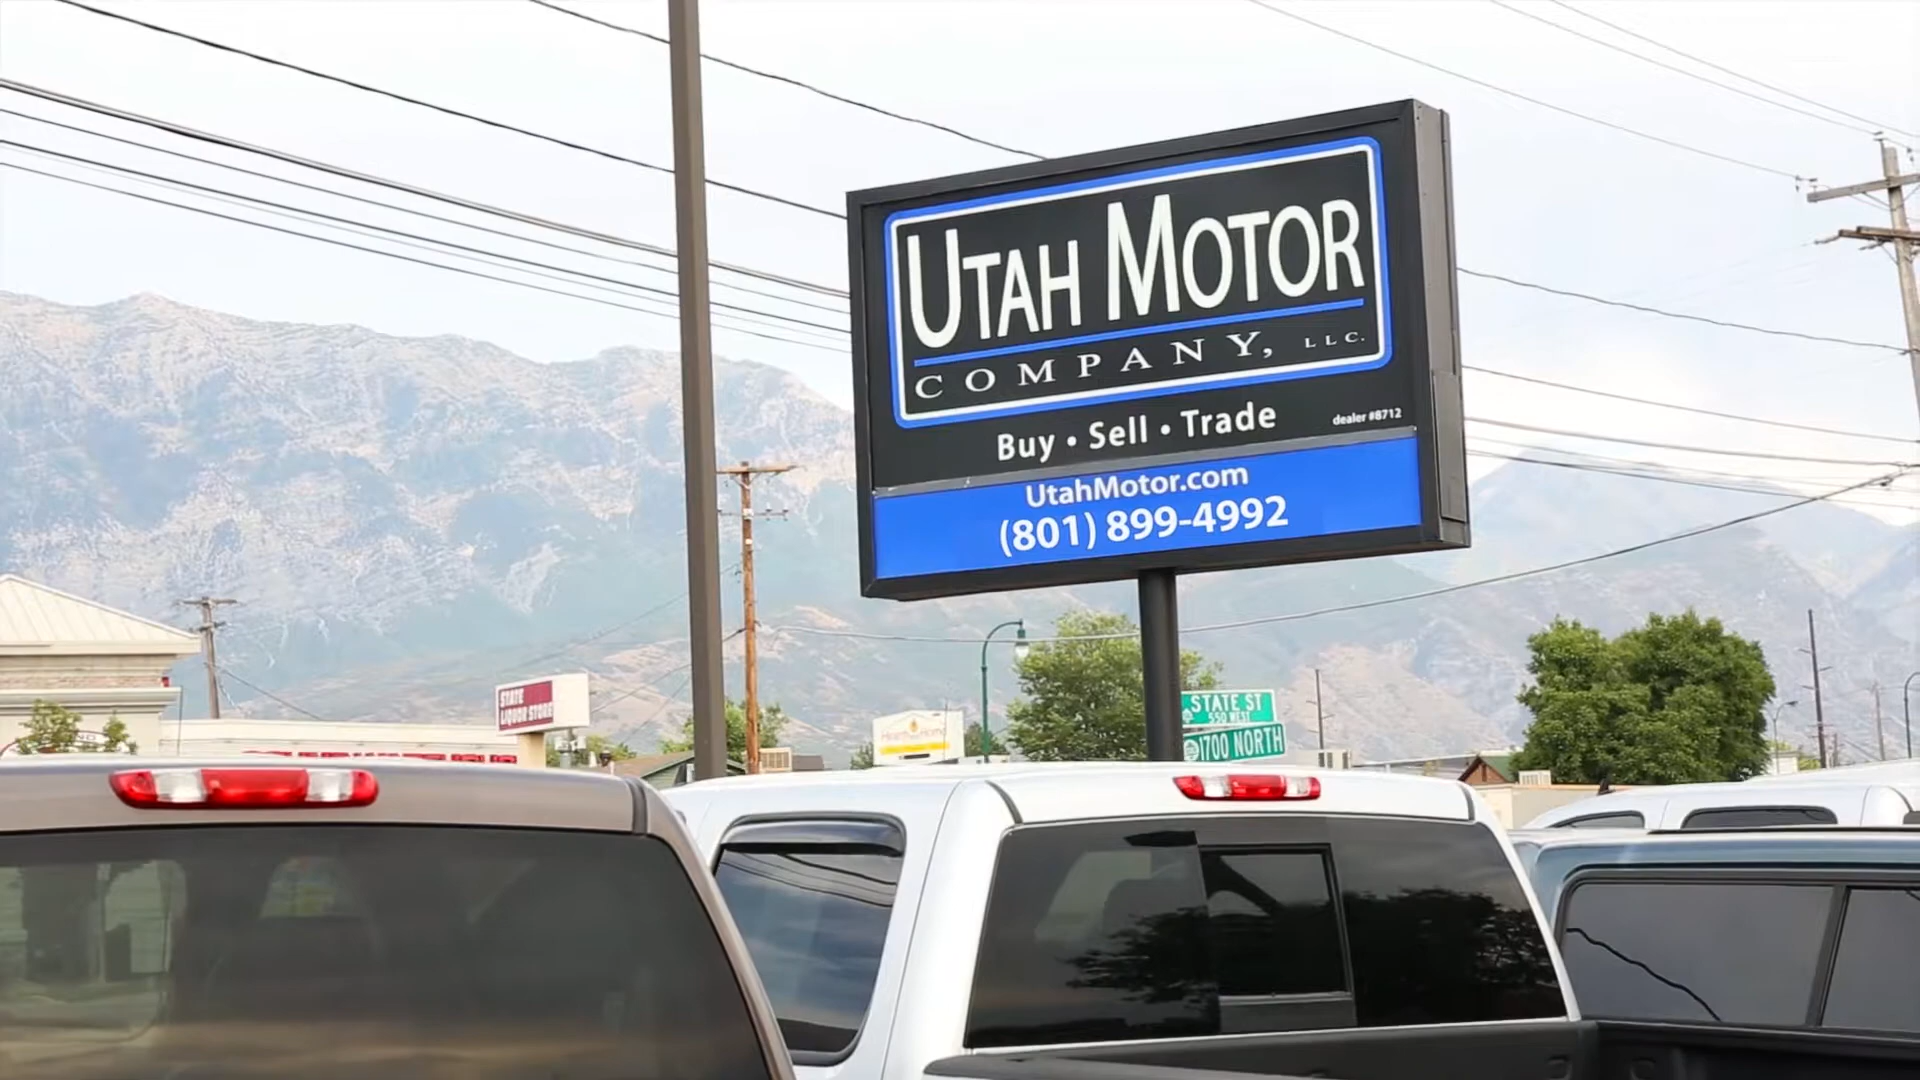 UTAH MOTOR
COMPANY, LLC.
Buy • Sell • Trade
dealer #8712
UtahMotor.com
(801) 899-4992
STATE
LIQUOR STORE
STATE ST
550 WEST
1700 NORTH